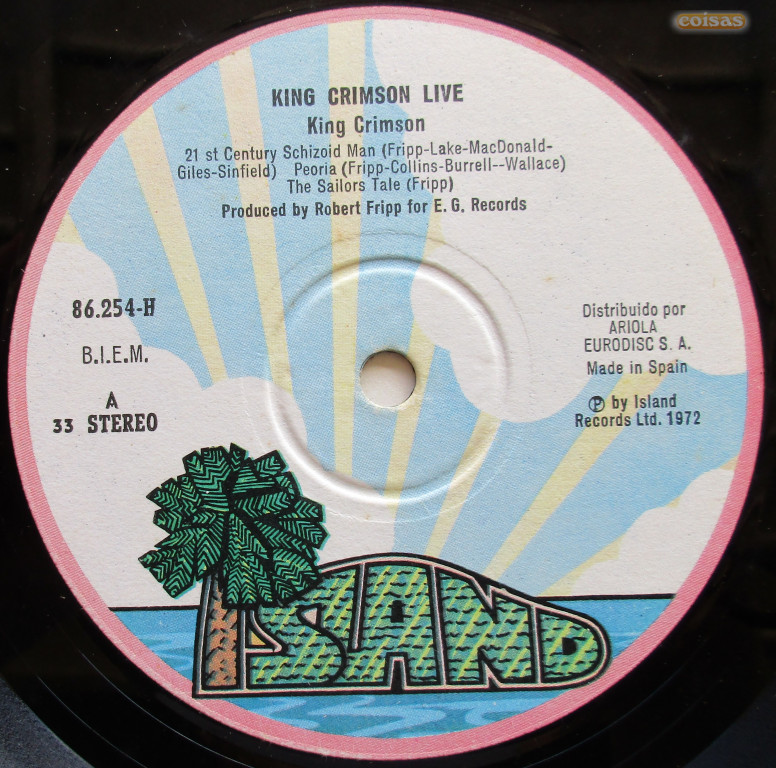 coisas
KING CRIMSON LIVE
King Crimson
21 st Century Schizoid Man (Fripp-Lake-MacDonald-
Giles-Sinfield) Peoria (Fripp-Collins-Burrell--Wallace)
The Sailors Tale (Fripp)
Produced by Robert Fripp for E. G. Records
86.254-H
B.I.E.M.
A
33 STEREO
Distribuido por
ARIOLA
EURODISC S. A.
Made in Spain
Ⓟ by Island
Records Ltd. 1972
ISLAND